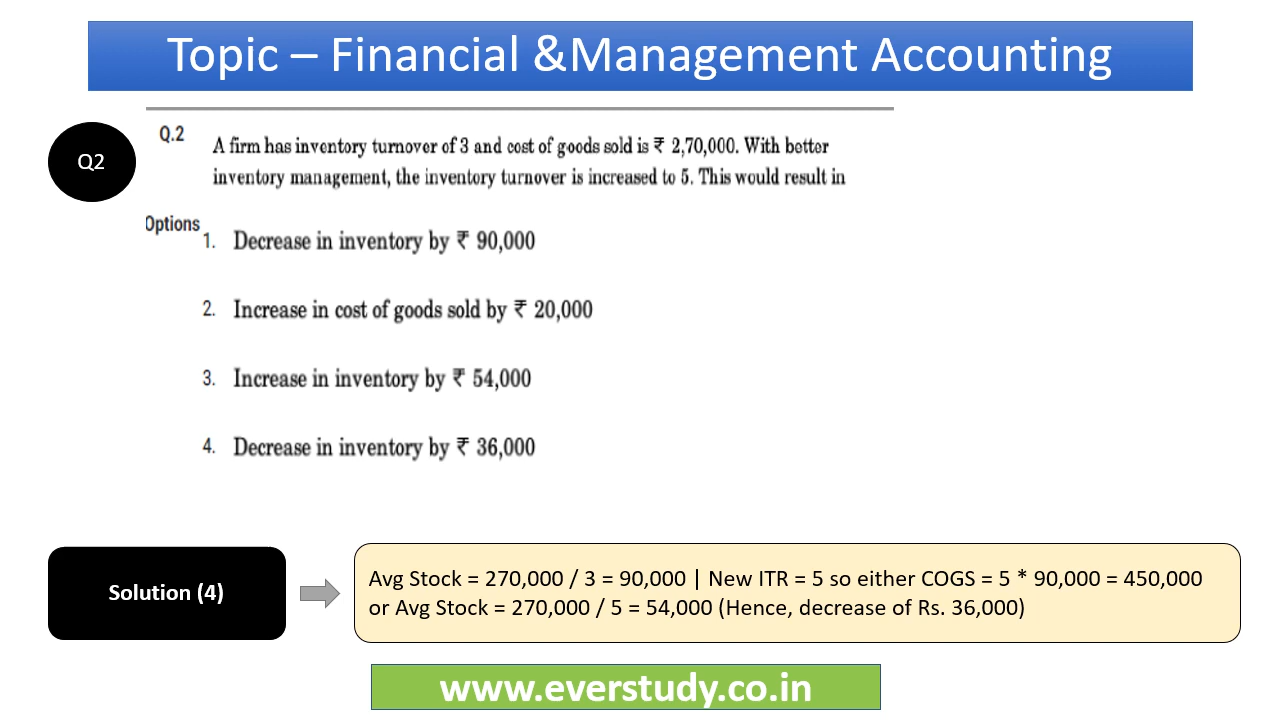 Topic – Financial &Management Accounting
Q2
Q.2
A firm has inventory turnover of 3 and cost of goods sold is ₹ 2,70,000. With better
inventory management, the inventory turnover is increased to 5. This would result in
Options
1. Decrease in inventory by ₹ 90,000
2. Increase in cost of goods sold by ₹ 20,000
3. Increase in inventory by ₹ 54,000
4. Decrease in inventory by ₹ 36,000
Solution (4)
Avg Stock = 270,000 / 3 = 90,000 | New ITR = 5 so either COGS = 5 * 90,000 = 450,000
or Avg Stock = 270,000 / 5 = 54,000 (Hence, decrease of Rs. 36,000)
www.everstudy.co.in